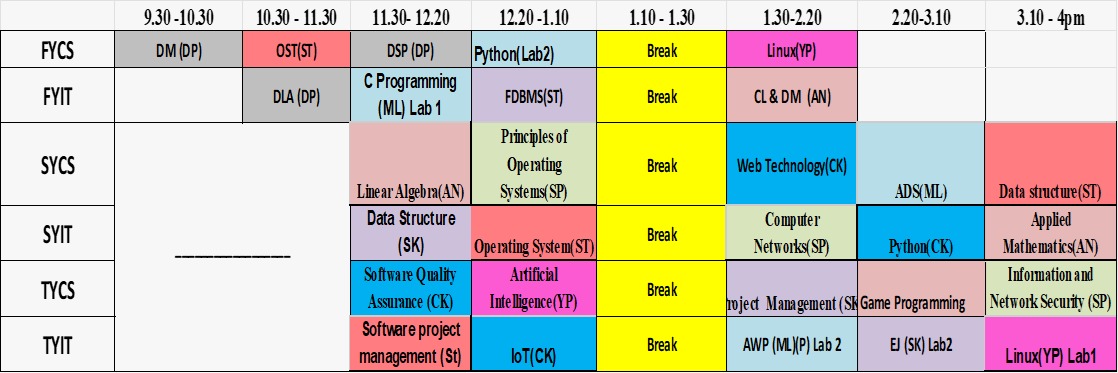 9.30 -10.30 10.30 - 11.30 11.30- 12.20 12.20 -1.10 1.10 - 1.30 1.30-2.20 2.20-3.10 3.10 - 4pm
FYCS DM (DP) OST(ST) DSP (DP) Python(Lab2) Break Linux(YP)
FYIT DLA (DP) C Programming (ML) Lab 1 FDBMS(ST) Break CL & DM (AN)
SYCS Linear Algebra(AN) Principles of Operating Systems(SP) Break Web Technology(CK) ADS(ML) Data structure(ST)
SYIT Data Structure (SK) Operating System(ST) Break Computer Networks(SP) Python(CK) Applied Mathematics(AN)
TYCS Software Quality Assurance (CK) Artificial Intelligence(YP) Break roject Management (SK Game Programming Information and Network Security (SP)
TYIT Software project management (St) IoT(CK) Break AWP (ML)(P) Lab 2 EJ (SK) Lab2 Linux(YP) Lab1